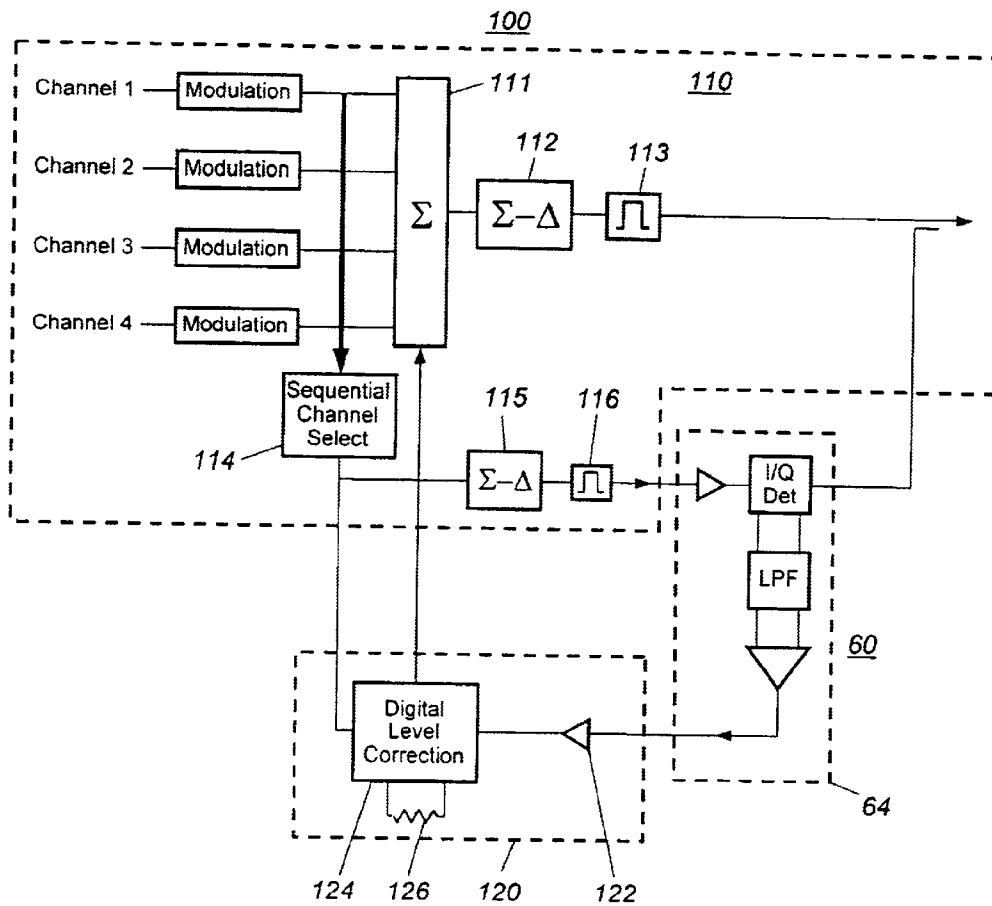 100
110
Channel 1
Modulation
111
112
113
Channel 2
Modulation
Σ
Σ–Δ
Channel 3
Modulation
Channel 4
Modulation
Sequential
Channel
Select
114
115
116
Σ–Δ
I/Q
Det
LPF
60
Digital
Level
Correction
64
124
126
120
122